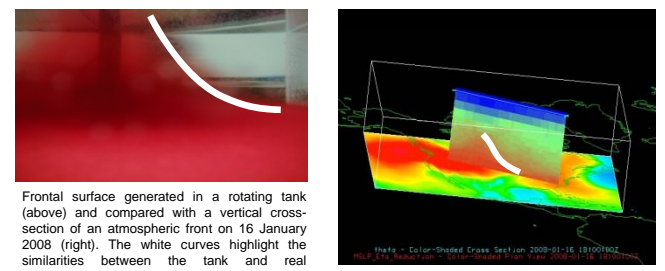 Frontal surface generated in a rotating tank
(above) and compared with a vertical cross-
section of an atmospheric front on 16 January
2008 (right). The white curves highlight the
similarities between the tank and real
theta - Color-Shaded Cross Section 2008-01-16 18:00:00Z
MSLP_Eta_Reduction - Color-Shaded Plan View 2008-01-16 18:00:00Z